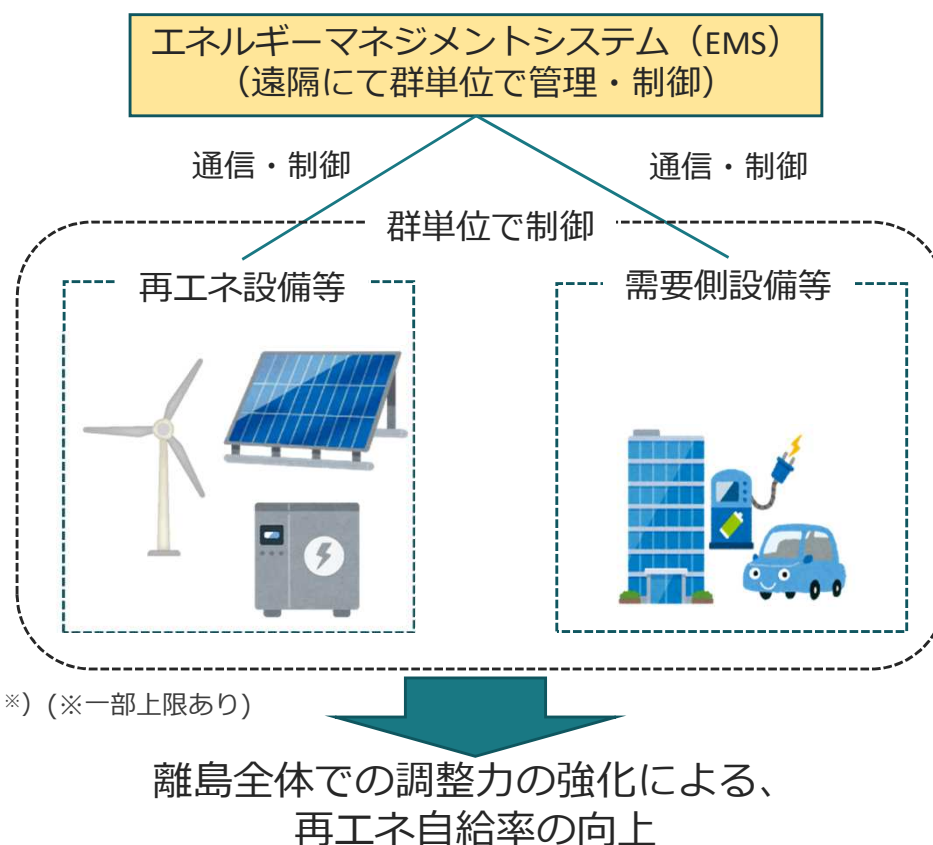 エネルギーマネジメントシステム（EMS）
（遠隔にて群単位で管理・制御）
通信・制御
通信・制御
群単位で制御
再エネ設備等
需要側設備等
※）(※一部上限あり)
離島全体での調整力の強化による、
再エネ自給率の向上